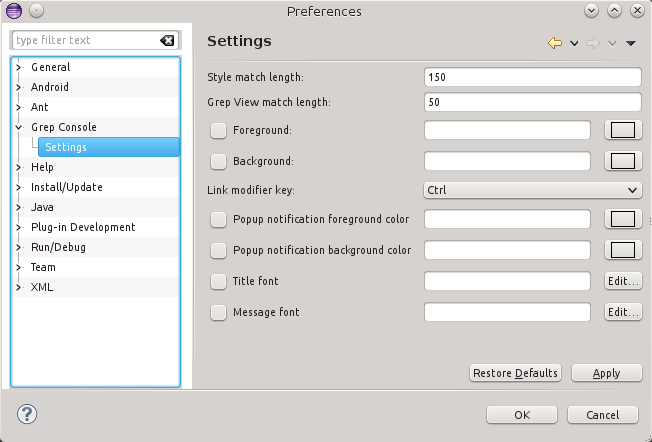 Preferences
type filter text
General
Android
Ant
Grep Console
Settings
Help
Install/Update
Java
Plug-in Development
Run/Debug
Team
XML
Settings
Style match length: 150
Grep View match length: 50
Foreground:
Background:
Link modifier key: Ctrl
Popup notification foreground color
Popup notification background color
Title font Edit...
Message font Edit...
Restore Defaults Apply
? OK Cancel